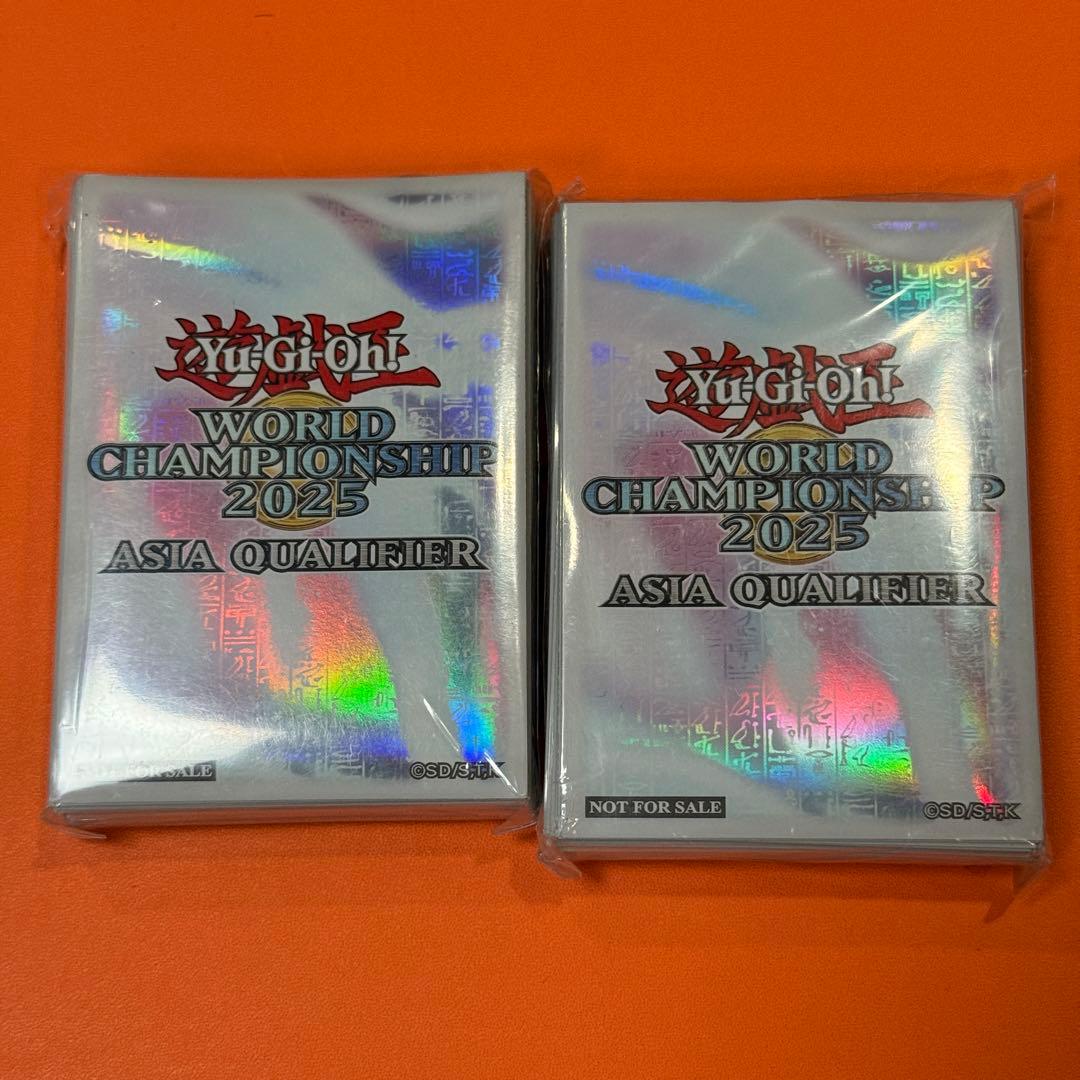 遊戯王
Yu-Gi-Oh!
WORLD
CHAMPIONSHIP
2025
ASIA QUALIFIER
FOR SALE
©SD/S,T,K
遊戯王
Yu-Gi-Oh!
WORLD
CHAMPIONSHIP
2025
ASIA QUALIFIER
NOT FOR SALE
©SD/S,T,K